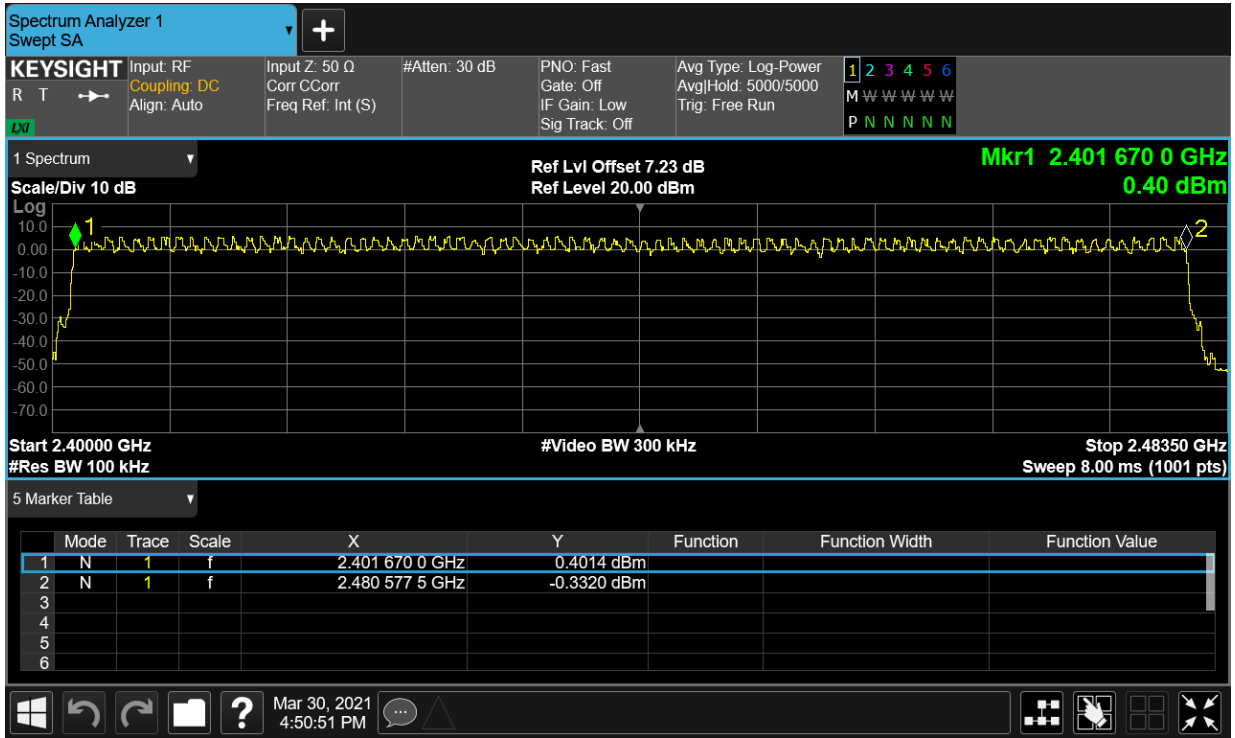 Spectrum Analyzer 1
Swept SA
+
KEYSIGHT Input: RF Input Z: 50 Ω #Atten: 30 dB PNO: Fast Avg Type: Log-Power 1 2 3 4 5 6
R T Coupling: DC Corr CCorr Gate: Off Avg|Hold: 5000/5000 M W W W W W
Align: Auto Freq Ref: Int (S) IF Gain: Low Trig: Free Run
LXI Sig Track: Off P N N N N N
1 Spectrum
Scale/Div 10 dB
Ref Lvl Offset 7.23 dB
Ref Level 20.00 dBm
Mkr1 2.401 670 0 GHz
0.40 dBm
Log
10.0
0.00
-10.0
-20.0
-30.0
-40.0
-50.0
-60.0
-70.0
1
2
Start 2.40000 GHz #Video BW 300 kHz Stop 2.48350 GHz
#Res BW 100 kHz Sweep 8.00 ms (1001 pts)
5 Marker Table
Mode Trace Scale X Y Function Function Width Function Value
1 N 1 f 2.401 670 0 GHz 0.4014 dBm
2 N 1 f 2.480 577 5 GHz -0.3320 dBm
3
4
5
6
?
Mar 30, 2021
4:50:51 PM